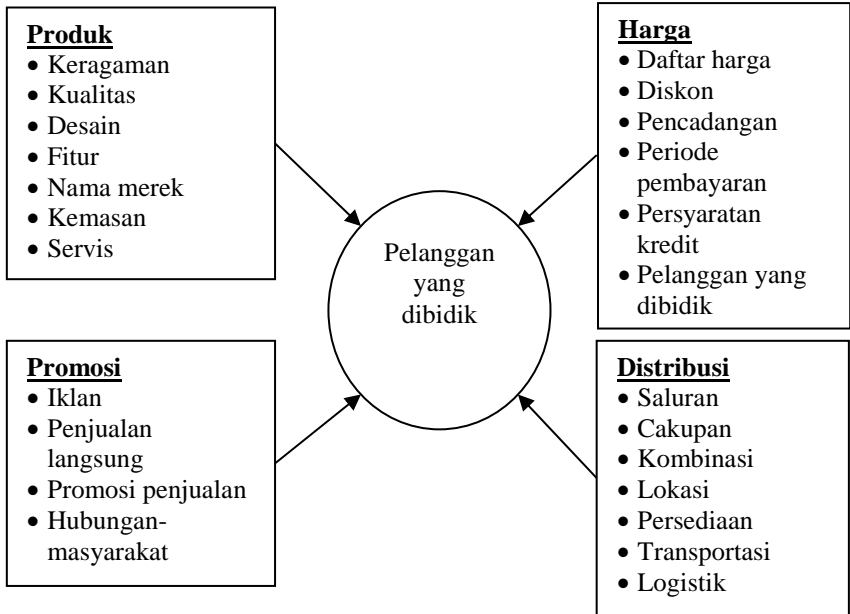 Produk
• Keragaman
• Kualitas
• Desain
• Fitur
• Nama merek
• Kemasan
• Servis
Harga
• Daftar harga
• Diskon
• Pencadangan
• Periode
pembayaran
• Persyaratan
kredit
• Pelanggan yang
dibidik
Pelanggan
yang
dibidik
Promosi
• Iklan
• Penjualan
langsung
• Promosi penjualan
• Hubungan-
masyarakat
Distribusi
• Saluran
• Cakupan
• Kombinasi
• Lokasi
• Persediaan
• Transportasi
• Logistik